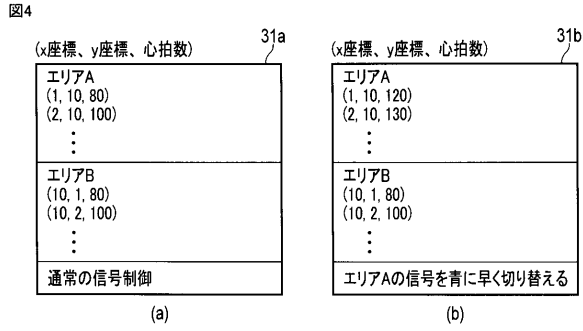 図4
(x座標、y座標、心拍数)
31a
エリアA
(1, 10, 80)
(2, 10, 100)
⋮
エリアB
(10, 1, 80)
(10, 2, 100)
⋮
通常の信号制御
(a)
(x座標、y座標、心拍数)
31b
エリアA
(1, 10, 120)
(2, 10, 130)
⋮
エリアB
(10, 1, 80)
(10, 2, 100)
⋮
エリアAの信号を青に早く切り替える
(b)